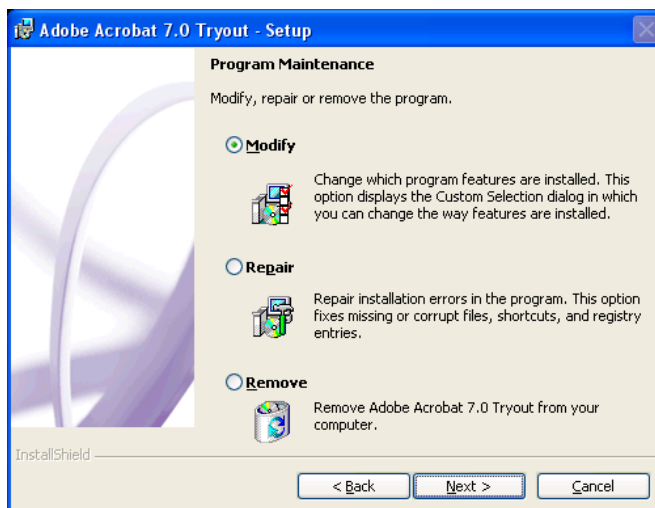 Adobe Acrobat 7.0 Tryout - Setup
Program Maintenance
Modify, repair or remove the program.
Modify
Change which program features are installed. This
option displays the Custom Selection dialog in which
you can change the way features are installed.
Repair
Repair installation errors in the program. This option
fixes missing or corrupt files, shortcuts, and registry
entries.
Remove
Remove Adobe Acrobat 7.0 Tryout from your
computer.
InstallShield
< Back Next > Cancel